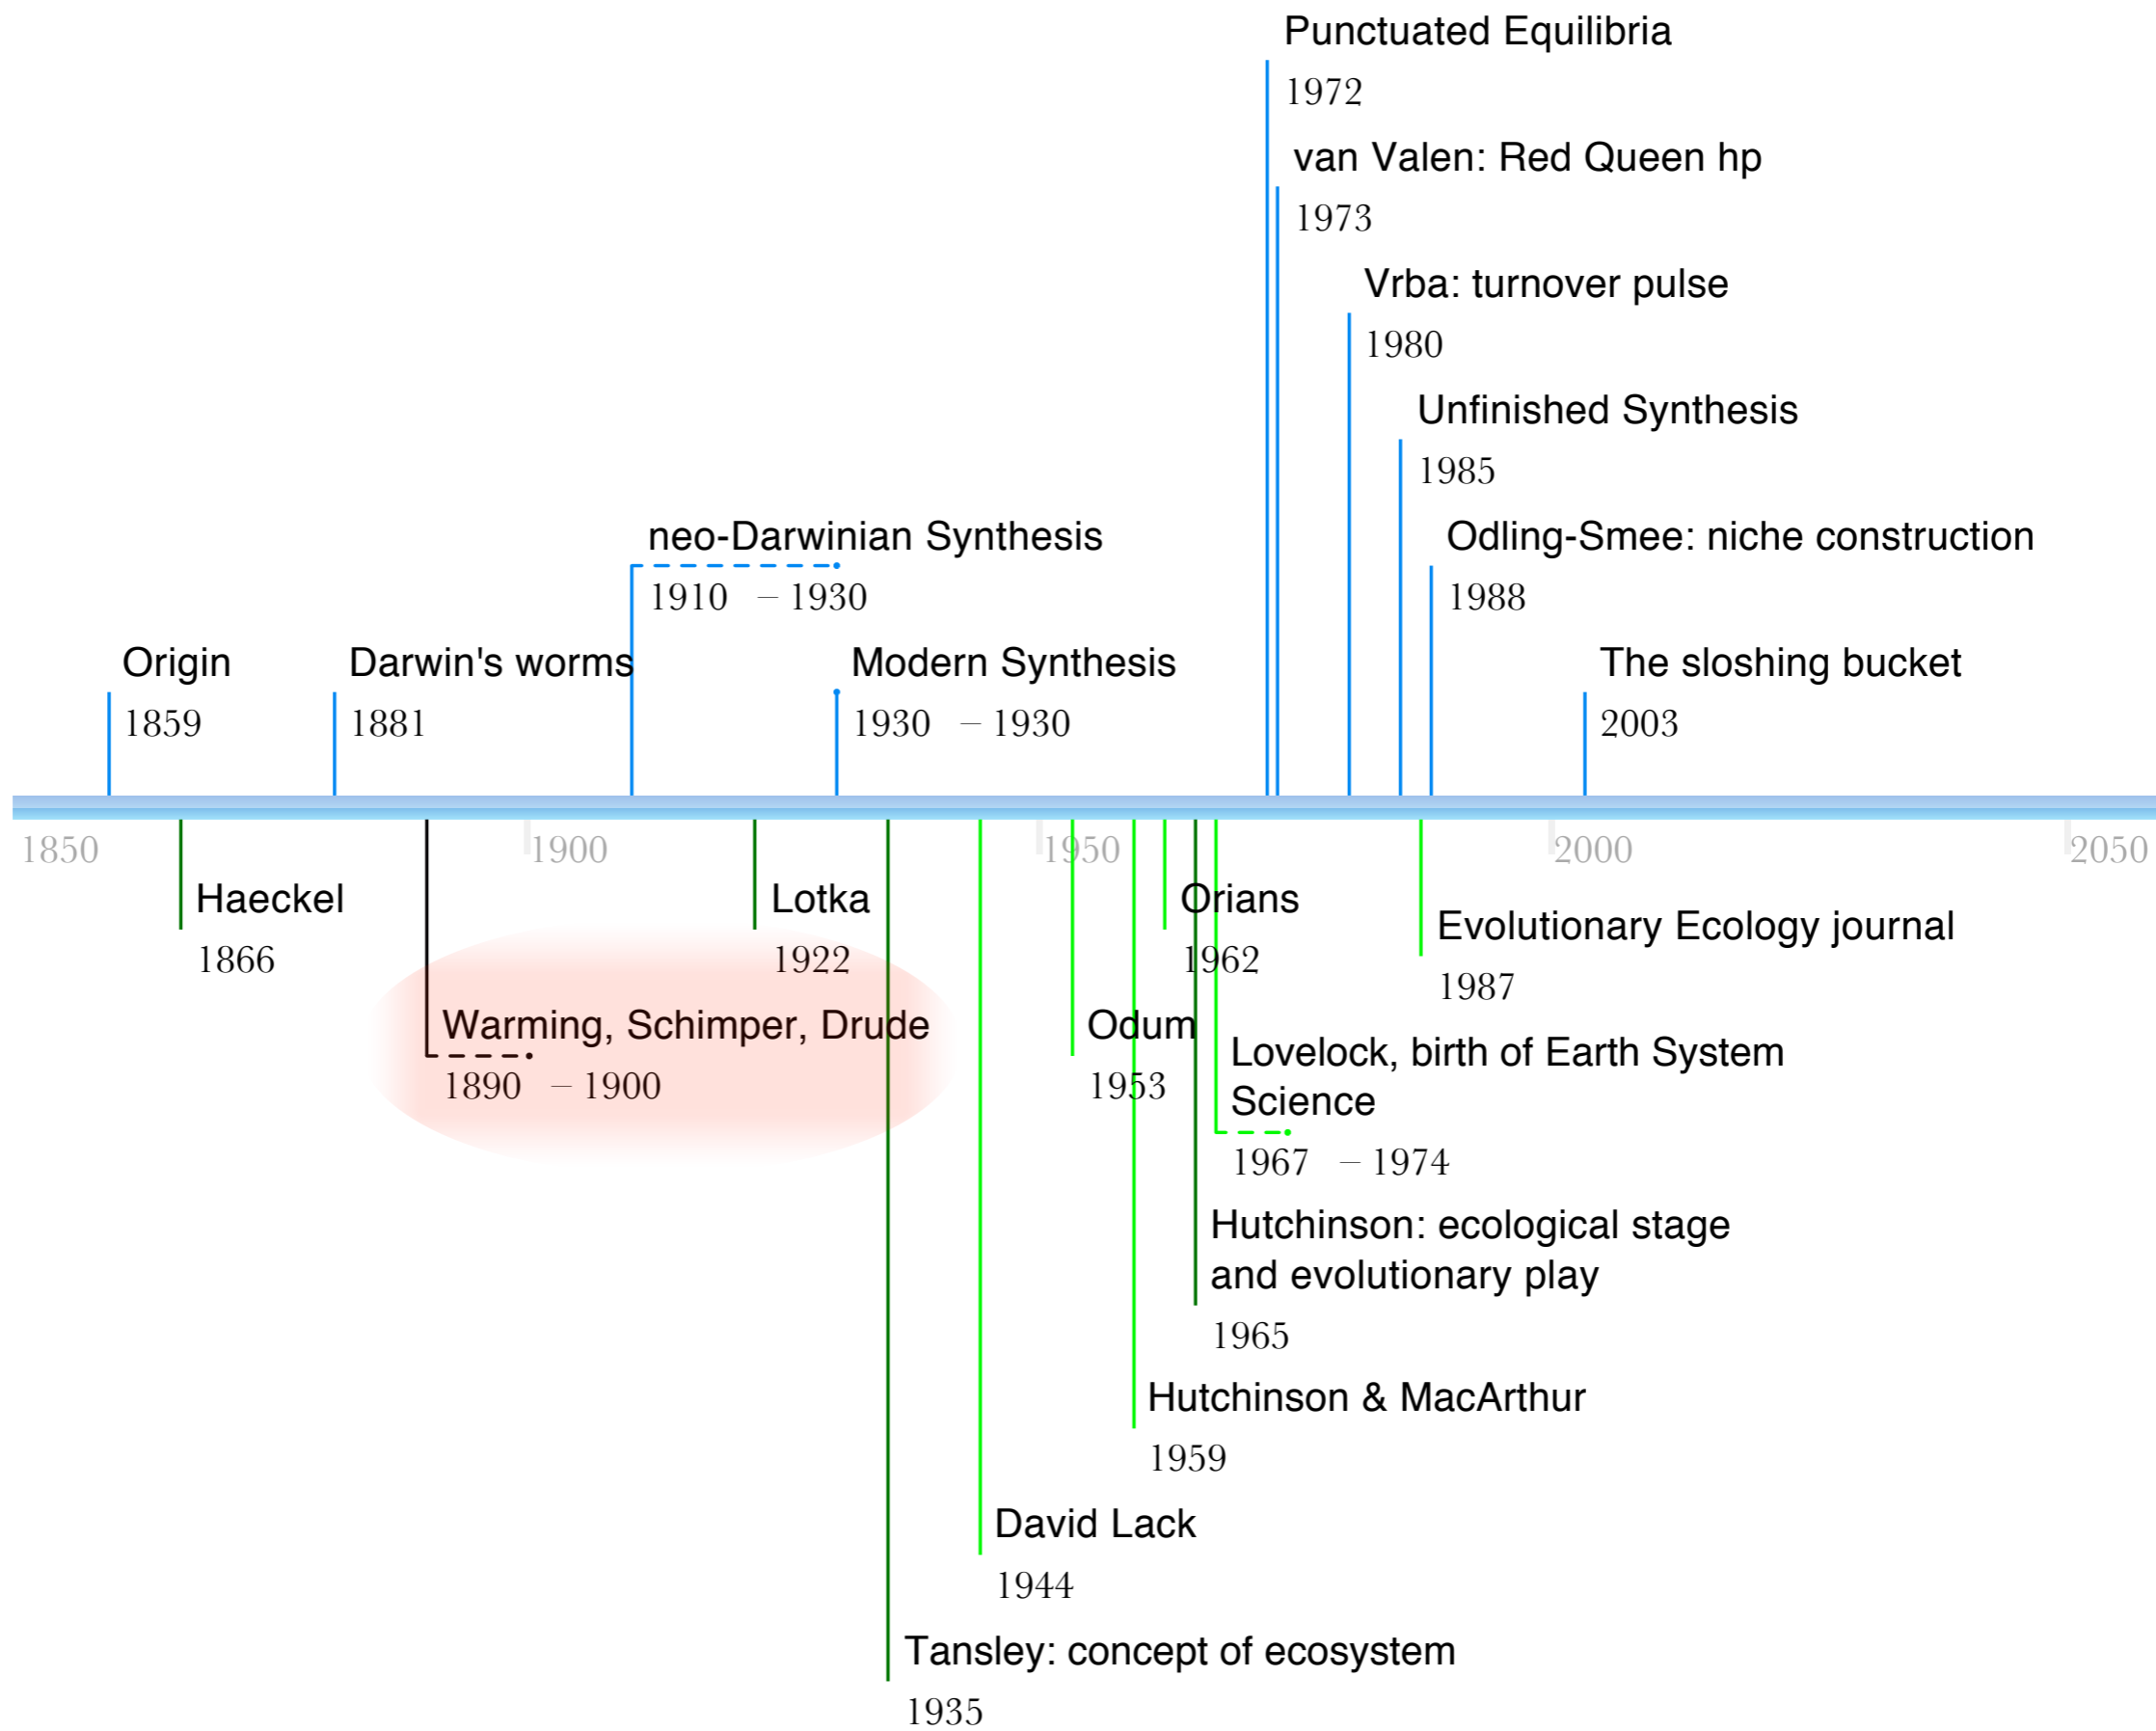 Punctuated Equilibria
1972
van Valen: Red Queen hp
1973
Vrba: turnover pulse
1980
Unfinished Synthesis
1985
neo-Darwinian Synthesis
1910 – 1930
Odling-Smee: niche construction
1988
Origin
1859
Darwin's worms
1881
Modern Synthesis
1930 – 1930
The sloshing bucket
2003
1850
1900
1950
2000
2050
Haeckel
1866
Lotka
1922
Orians
1962
Evolutionary Ecology journal
1987
Warming, Schimper, Drude
1890 – 1900
Odum
1953
Lovelock, birth of Earth System
Science
1967 – 1974
Hutchinson: ecological stage
and evolutionary play
1965
Hutchinson & MacArthur
1959
David Lack
1944
Tansley: concept of ecosystem
1935